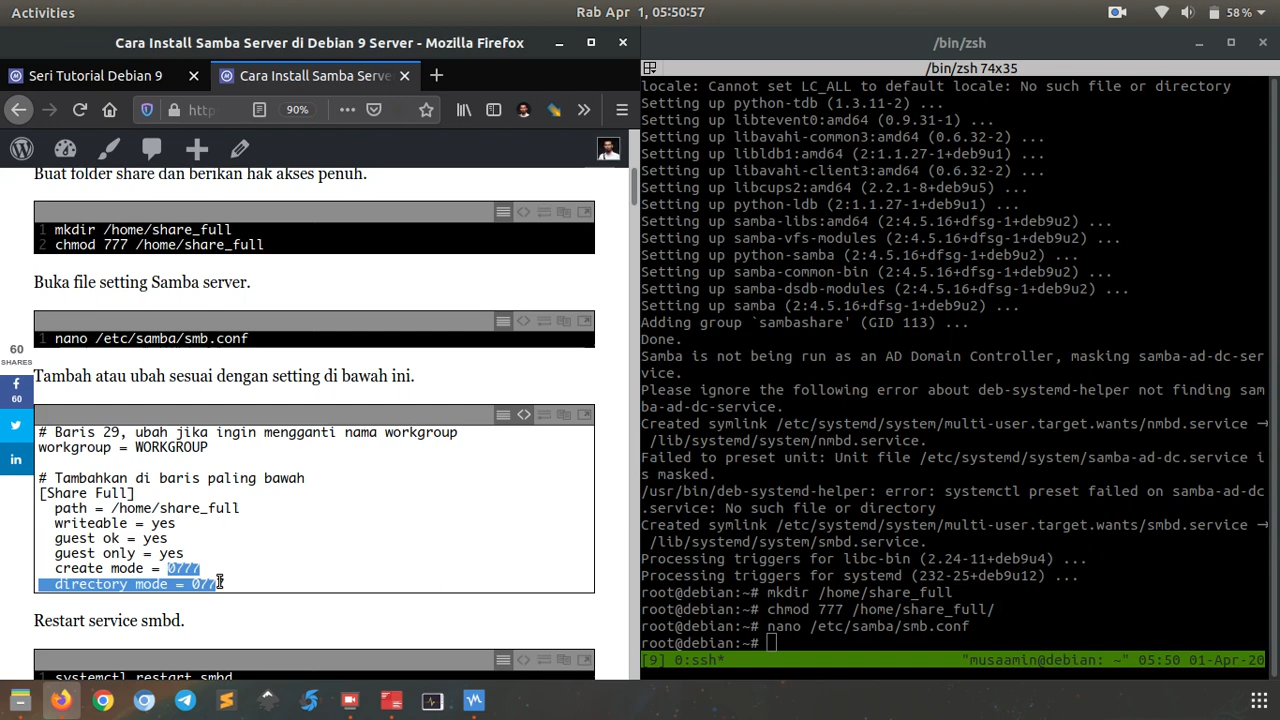 Activities
Rab Apr 1, 05:50:57
58 %
Cara Install Samba Server di Debian 9 Server - Mozilla Firefox
/bin/zsh
Seri Tutorial Debian 9
Cara Install Samba Serve
http
90%
/bin/zsh 74x35
Buat folder share dan berikan hak akses penuh.
1 mkdir /home/share_full
2 chmod 777 /home/share_full
Buka file setting Samba server.
1 nano /etc/samba/smb.conf
60
SHARES
60
Tambah atau ubah sesuai dengan setting di bawah ini.
# Baris 29, ubah jika ingin mengganti nama workgroup
workgroup = WORKGROUP
# Tambahkan di baris paling bawah
[Share Full]
path = /home/share_full
writeable = yes
guest ok = yes
guest only = yes
create mode = 0777
directory mode = 077
Restart service smbd.
1 systemctl restart smbd
locale: Cannot set LC_ALL to default locale: No such file or directory
Setting up python-tdb (1.3.11-2) ...
Setting up libtevent0:amd64 (0.9.31-1) ...
Setting up libavahi-common3:amd64 (0.6.32-2) ...
Setting up libldb1:amd64 (2:1.1.27-1+deb9u1) ...
Setting up libavahi-client3:amd64 (0.6.32-2) ...
Setting up libcups2:amd64 (2.2.1-8+deb9u5) ...
Setting up python-ldb (2:1.1.27-1+deb9u1) ...
Setting up samba-libs:amd64 (2:4.5.16+dfsg-1+deb9u2) ...
Setting up samba-vfs-modules (2:4.5.16+dfsg-1+deb9u2) ...
Setting up python-samba (2:4.5.16+dfsg-1+deb9u2) ...
Setting up samba-common-bin (2:4.5.16+dfsg-1+deb9u2) ...
Setting up samba-dsdb-modules (2:4.5.16+dfsg-1+deb9u2) ...
Setting up samba (2:4.5.16+dfsg-1+deb9u2) ...
Adding group `sambashare' (GID 113) ...
Done.
Samba is not being run as an AD Domain Controller, masking samba-ad-dc-ser
vice.
Please ignore the following error about deb-systemd-helper not finding sam
ba-ad-dc-service.
Created symlink /etc/systemd/system/multi-user.target.wants/nmbd.service →
/lib/systemd/system/nmbd.service.
Failed to preset unit: Unit file /etc/systemd/system/samba-ad-dc.service i
s masked.
/usr/bin/deb-systemd-helper: error: systemctl preset failed on samba-ad-dc
.service: No such file or directory
Created symlink /etc/systemd/system/multi-user.target.wants/smbd.service →
/lib/systemd/system/smbd.service.
Processing triggers for libc-bin (2.24-11+deb9u4) ...
Processing triggers for systemd (232-25+deb9u12) ...
root@debian:~# mkdir /home/share_full
root@debian:~# chmod 777 /home/share_full/
root@debian:~# nano /etc/samba/smb.conf
root@debian:~#
[9] 0:ssh* "musaamin@debian: ~" 05:50 01-Apr-20